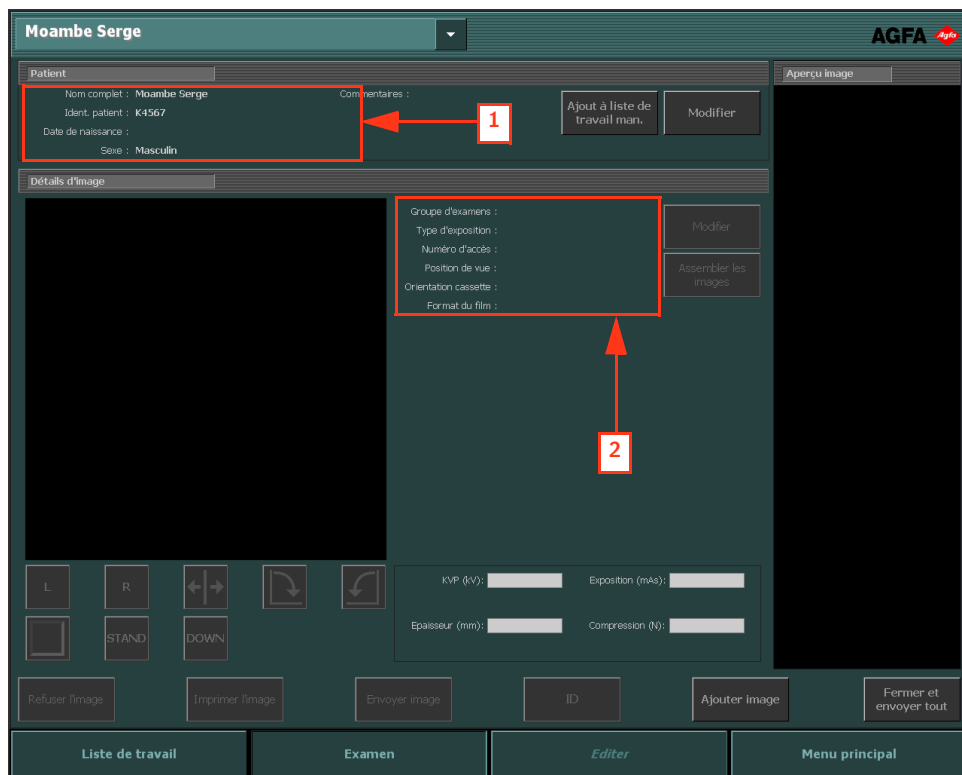 Moambe Serge
AGFA
Agfa
Patient
Aperçu image
Nom complet : Moambe Serge
Commentaires :
Ident. patient : K4567
Date de naissance :
Sexe : Masculin
1
Ajout à liste de
travail man.
Modifier
Détails d'image
Groupe d'examens :
Type d'exposition :
Numéro d'accès :
Position de vue :
Orientation cassette :
Format du film :
Modifier
Assembler les
images
2
L
R
STAND
DOWN
KVP (kV):
Exposition (mAs):
Epaisseur (mm):
Compression (N):
Refuser l'image
Imprimer l'image
Envoyer image
ID
Ajouter image
Fermer et
envoyer tout
Liste de travail
Examen
Editer
Menu principal